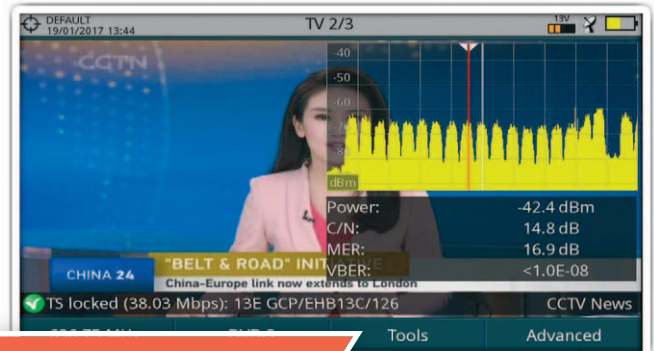 DEFAULT
19/01/2017 13:44
TV 2/3
13V
CGTN
-40
-50
-60
dBm
Power: -42.4 dBm
C/N: 14.8 dB
MER: 16.9 dB
VBER: <1.0E-08
"BELT & ROAD" INITIATIVE
CHINA 24
China-Europe link now extends to London
TS locked (38.03 Mbps): 13E GCP/EHB13C/126 CCTV News
Tools Advanced